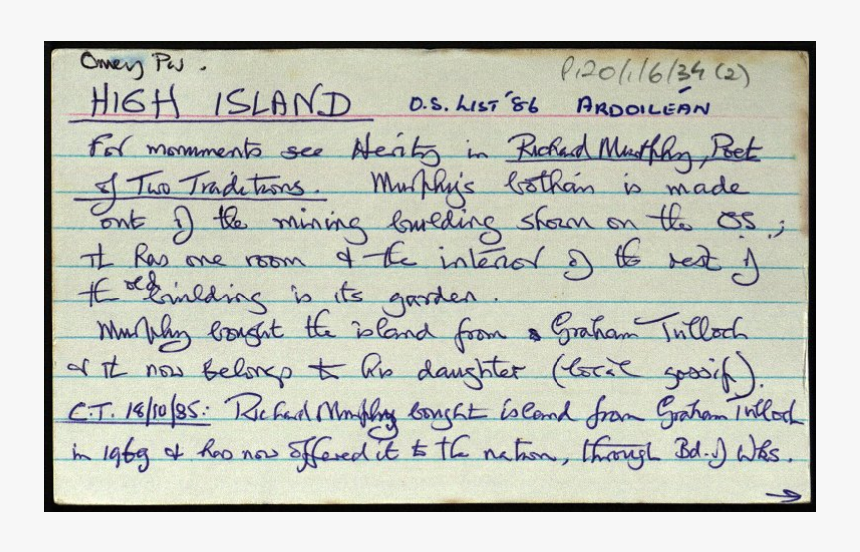 Omey Par. P120/1/6/34 (2)
HIGH ISLAND O.S. LIST '86 ARDOILEÁN
For monuments see Herity in Richard Murphy, Poet
of Two Traditions. Murphy's bothán is made
out of the mining building shown on the OS;
it has one room & the interior of the rest of
the old building is its garden.
Murphy bought the island from Graham Tulloch
& it now belongs to his daughter (local gossip).
C.T. 18/10/85: Richard Murphy bought island from Graham Tulloch
in 1969 & has now offered it to the nation, through Bd. of Wks.
→